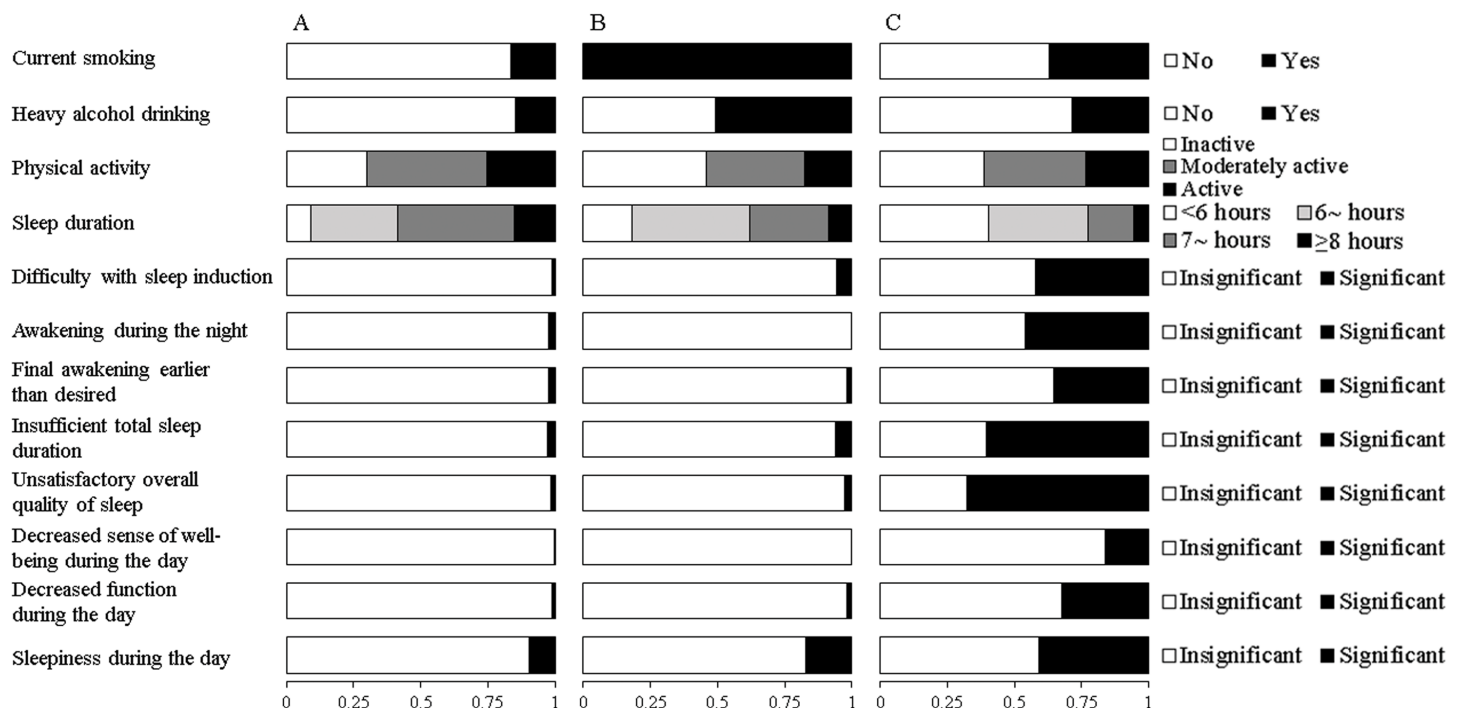 A B C
Current smoking No Yes
Heavy alcohol drinking No Yes
Inactive
Physical activity Moderately active
Active
<6 hours 6~ hours
Sleep duration
7~ hours ≥8 hours
Difficulty with sleep induction Insignificant Significant
Awakening during the night Insignificant Significant
Final awakening earlier
than desired Insignificant Significant
Insufficient total sleep
duration Insignificant Significant
Unsatisfactory overall
quality of sleep Insignificant Significant
Decreased sense of well-
being during the day Insignificant Significant
Decreased function
during the day Insignificant Significant
Sleepiness during the day Insignificant Significant
0 0.25 0.5 0.75 1 0 0.25 0.5 0.75 1 0 0.25 0.5 0.75 1